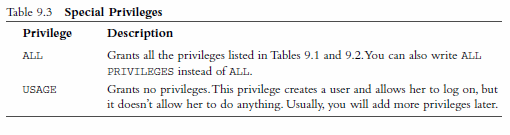 Table 9.3 Special Privileges
Privilege Description
ALL Grants all the privileges listed in Tables 9.1 and 9.2.You can also write ALL
PRIVILEGES instead of ALL.
USAGE Grants no privileges.This privilege creates a user and allows her to log on, but
it doesn't allow her to do anything. Usually, you will add more privileges later.